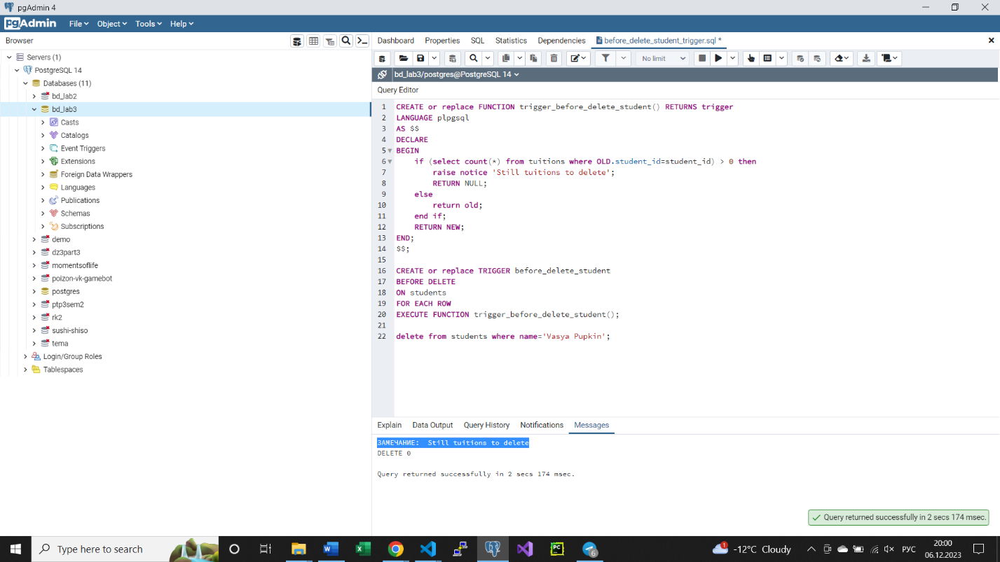 pgAdmin 4
pgAdmin File Object Tools Help
Browser
Dashboard Properties SQL Statistics Dependencies before_delete_student_trigger.sql *
No limit
bd_lab3/postgres@PostgreSQL 14
Query Editor
Servers (1)
PostgreSQL 14
Databases (11)
bd_lab2
bd_lab3
Casts
Catalogs
Event Triggers
Extensions
Foreign Data Wrappers
Languages
Publications
Schemas
Subscriptions
demo
dz3part3
momentsoflife
poizon-vk-gamebot
postgres
ptp3sem2
rk2
sushi-shiso
tema
Login/Group Roles
Tablespaces
1 CREATE or replace FUNCTION trigger_before_delete_student() RETURNS trigger
2 LANGUAGE plpgsql
3 AS $$
4 DECLARE
5 BEGIN
6 if (select count(*) from tuitions where OLD.student_id=student_id) > 0 then
7 raise notice 'Still tuitions to delete';
8 RETURN NULL;
9 else
10 return old;
11 end if;
12 RETURN NEW;
13 END;
14 $$;
15
16 CREATE or replace TRIGGER before_delete_student
17 BEFORE DELETE
18 ON students
19 FOR EACH ROW
20 EXECUTE FUNCTION trigger_before_delete_student();
21
22 delete from students where name='Vasya Pupkin';
Explain Data Output Query History Notifications Messages
ЗАМЕЧАНИЕ: Still tuitions to delete
DELETE 0
Query returned successfully in 2 secs 174 msec.
Query returned successfully in 2 secs 174 msec.
Type here to search
W
X
PC
6
1
-12°C Cloudy
РУС
20:00
06.12.2023